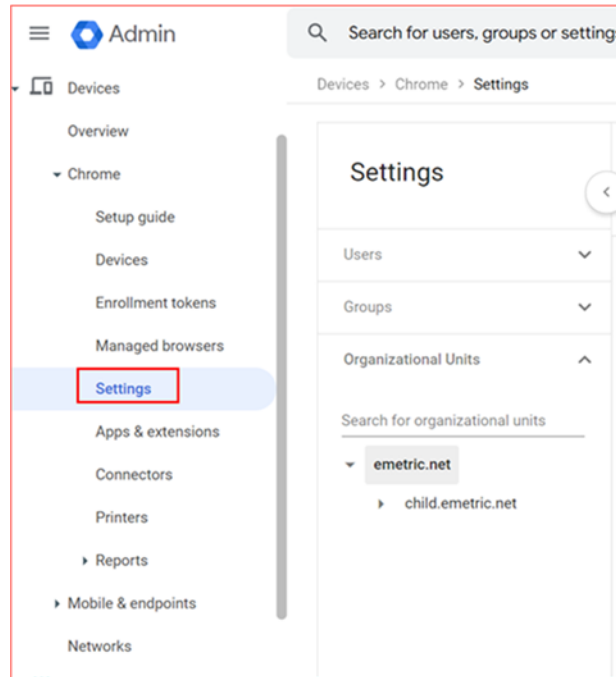 Admin
Search for users, groups or setting
Devices
Overview
Chrome
Setup guide
Devices
Enrollment tokens
Managed browsers
Settings
Apps & extensions
Connectors
Printers
Reports
Mobile & endpoints
Networks
Devices > Chrome > Settings
Settings
Users
Groups
Organizational Units
Search for organizational units
emetric.net
child.emetric.net